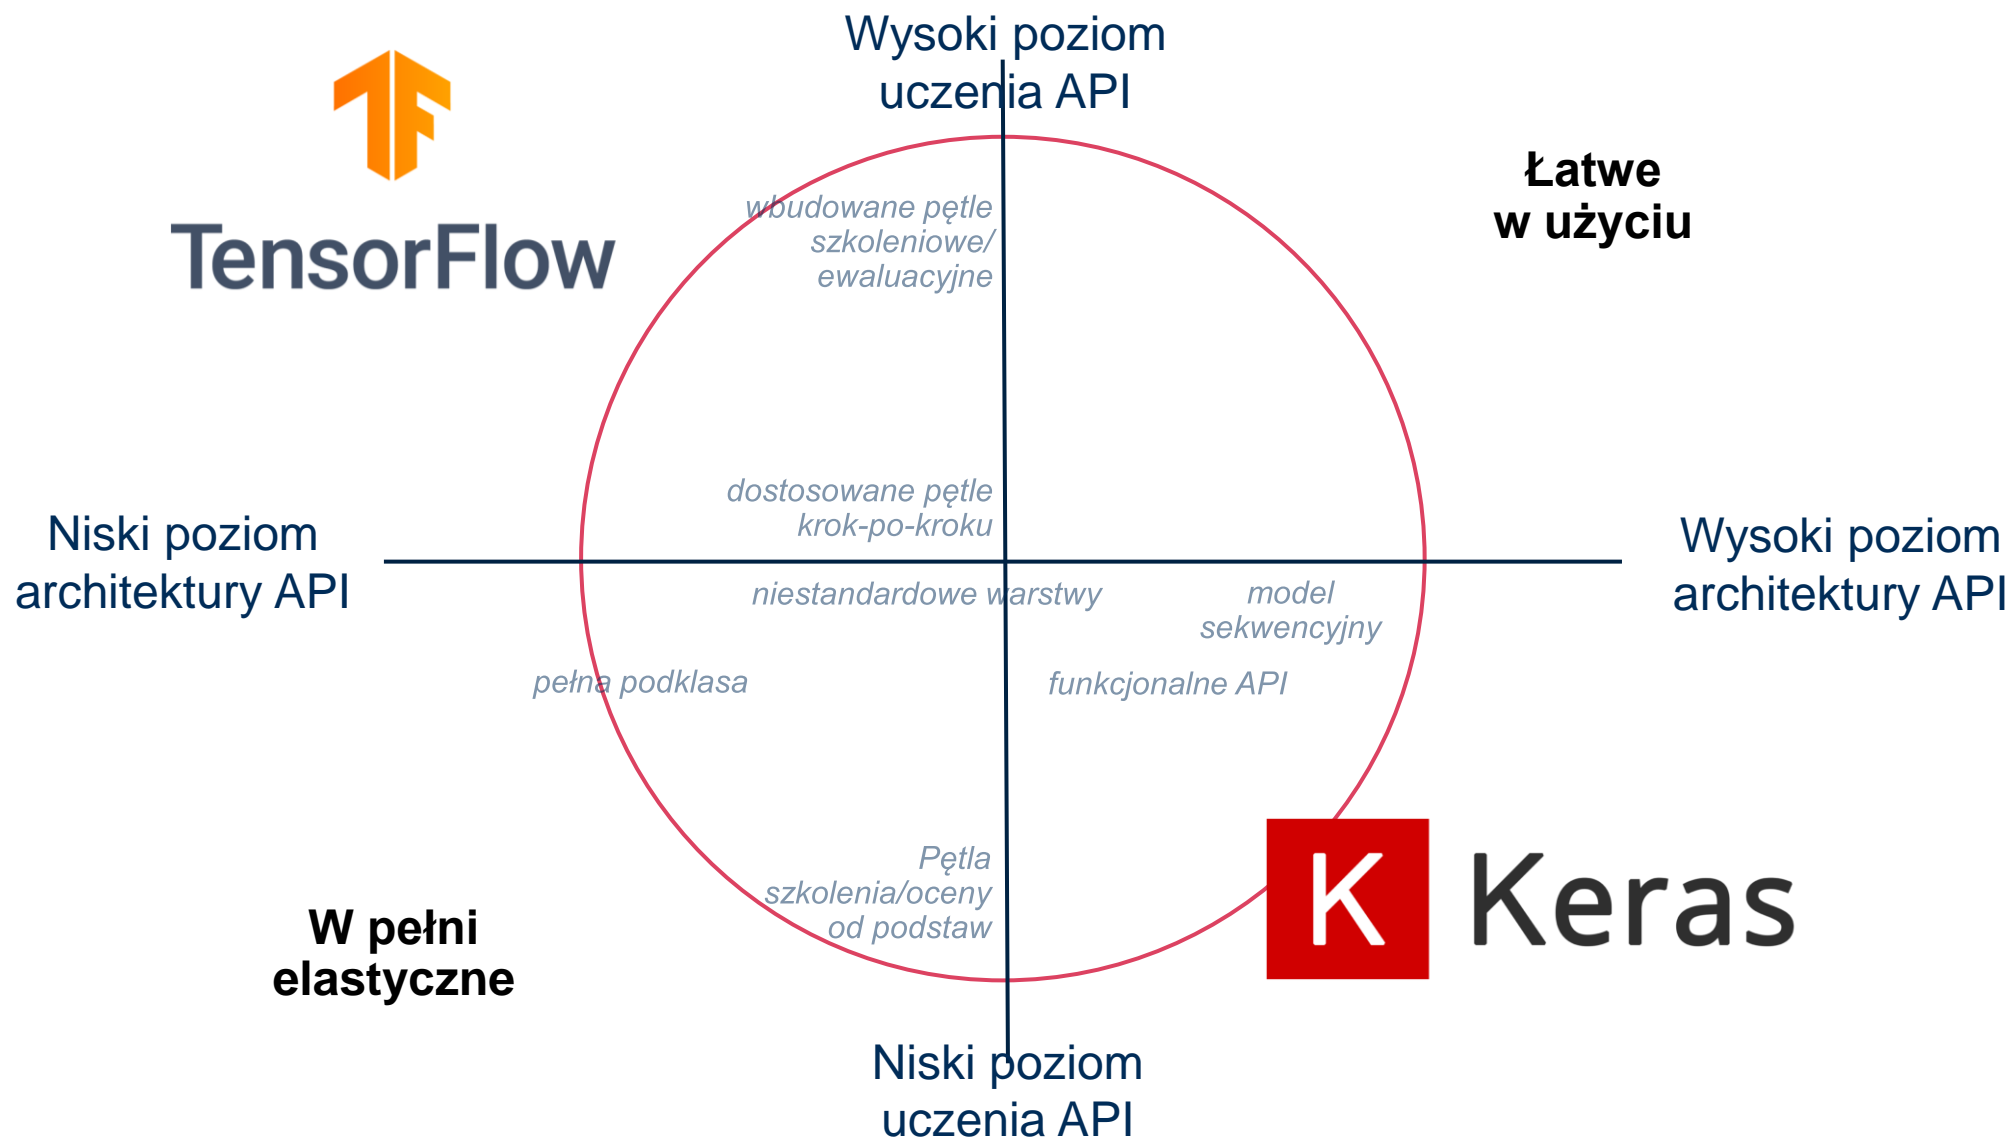 Wysoki poziom
uczenia API
TensorFlow
Łatwe
w użyciu
wbudowane pętle
szkoleniowe/
ewaluacyjne
dostosowane pętle
krok-po-kroku
Niski poziom
architektury API
Wysoki poziom
architektury API
niestandardowe warstwy
model
sekwencyjny
pełna podklasa
funkcjonalne API
Pętla
szkolenia/oceny
od podstaw
K Keras
W pełni
elastyczne
Niski poziom
uczenia API